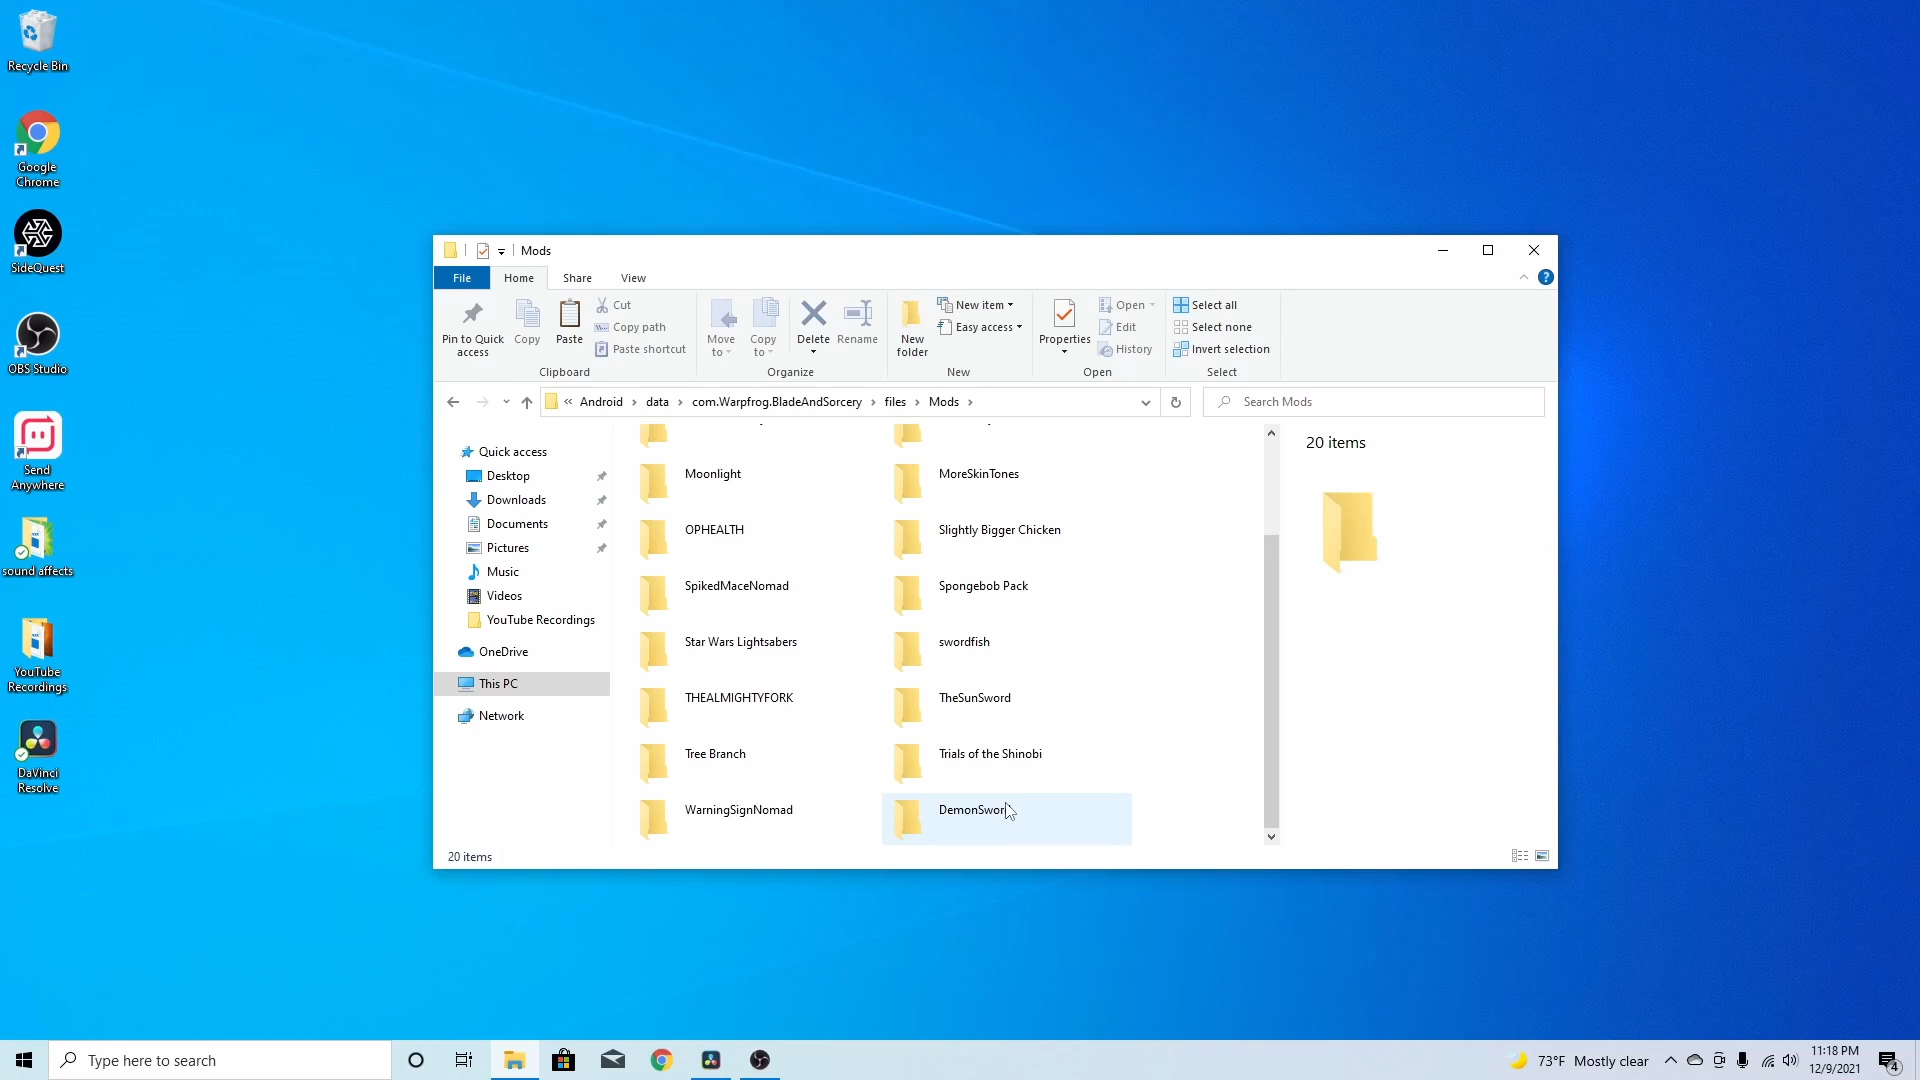 Recycle Bin
Google
Chrome
SideQuest
OBS Studio
Send
Anywhere
sound affects
YouTube
Recordings
DaVinci
Resolve
Mods
File
Home
Share
View
Pin to Quick
access
Copy
Paste
Cut
Copy path
Paste shortcut
Clipboard
Move
to
Copy
to
Delete
Rename
Organize
New
folder
New item
Easy access
New
Properties
Open
Edit
History
Open
Select all
Select none
Invert selection
Select
« Android › data › com.Warpfrog.BladeAndSorcery › files › Mods ›
Search Mods
Quick access
Desktop
Downloads
Documents
Pictures
Music
Videos
YouTube Recordings
OneDrive
This PC
Network
Moonlight
MoreSkinTones
OPHEALTH
Slightly Bigger Chicken
SpikedMaceNomad
Spongebob Pack
Star Wars Lightsabers
swordfish
THEALMIGHTYFORK
TheSunSword
Tree Branch
Trials of the Shinobi
WarningSignNomad
DemonSword
20 items
20 items
Type here to search
73°F Mostly clear
11:18 PM
12/9/2021
4